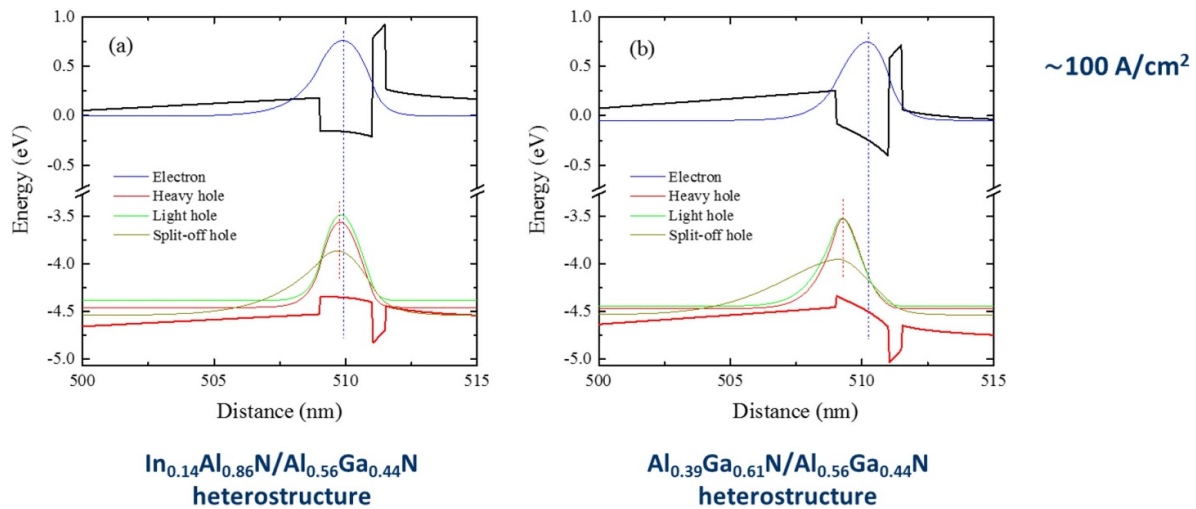 (a)
Energy (eV)
1.0
0.5
0.0
-0.5
-3.5
-4.0
-4.5
-5.0
Electron
Heavy hole
Light hole
Split-off hole
500
505
510
515
Distance (nm)
In0.14Al0.86N/Al0.56Ga0.44N
heterostructure
(b)
Energy (eV)
1.0
0.5
0.0
-0.5
-3.5
-4.0
-4.5
-5.0
Electron
Heavy hole
Light hole
Split-off hole
500
505
510
515
Distance (nm)
Al0.39Ga0.61N/Al0.56Ga0.44N
heterostructure
~100 A/cm2